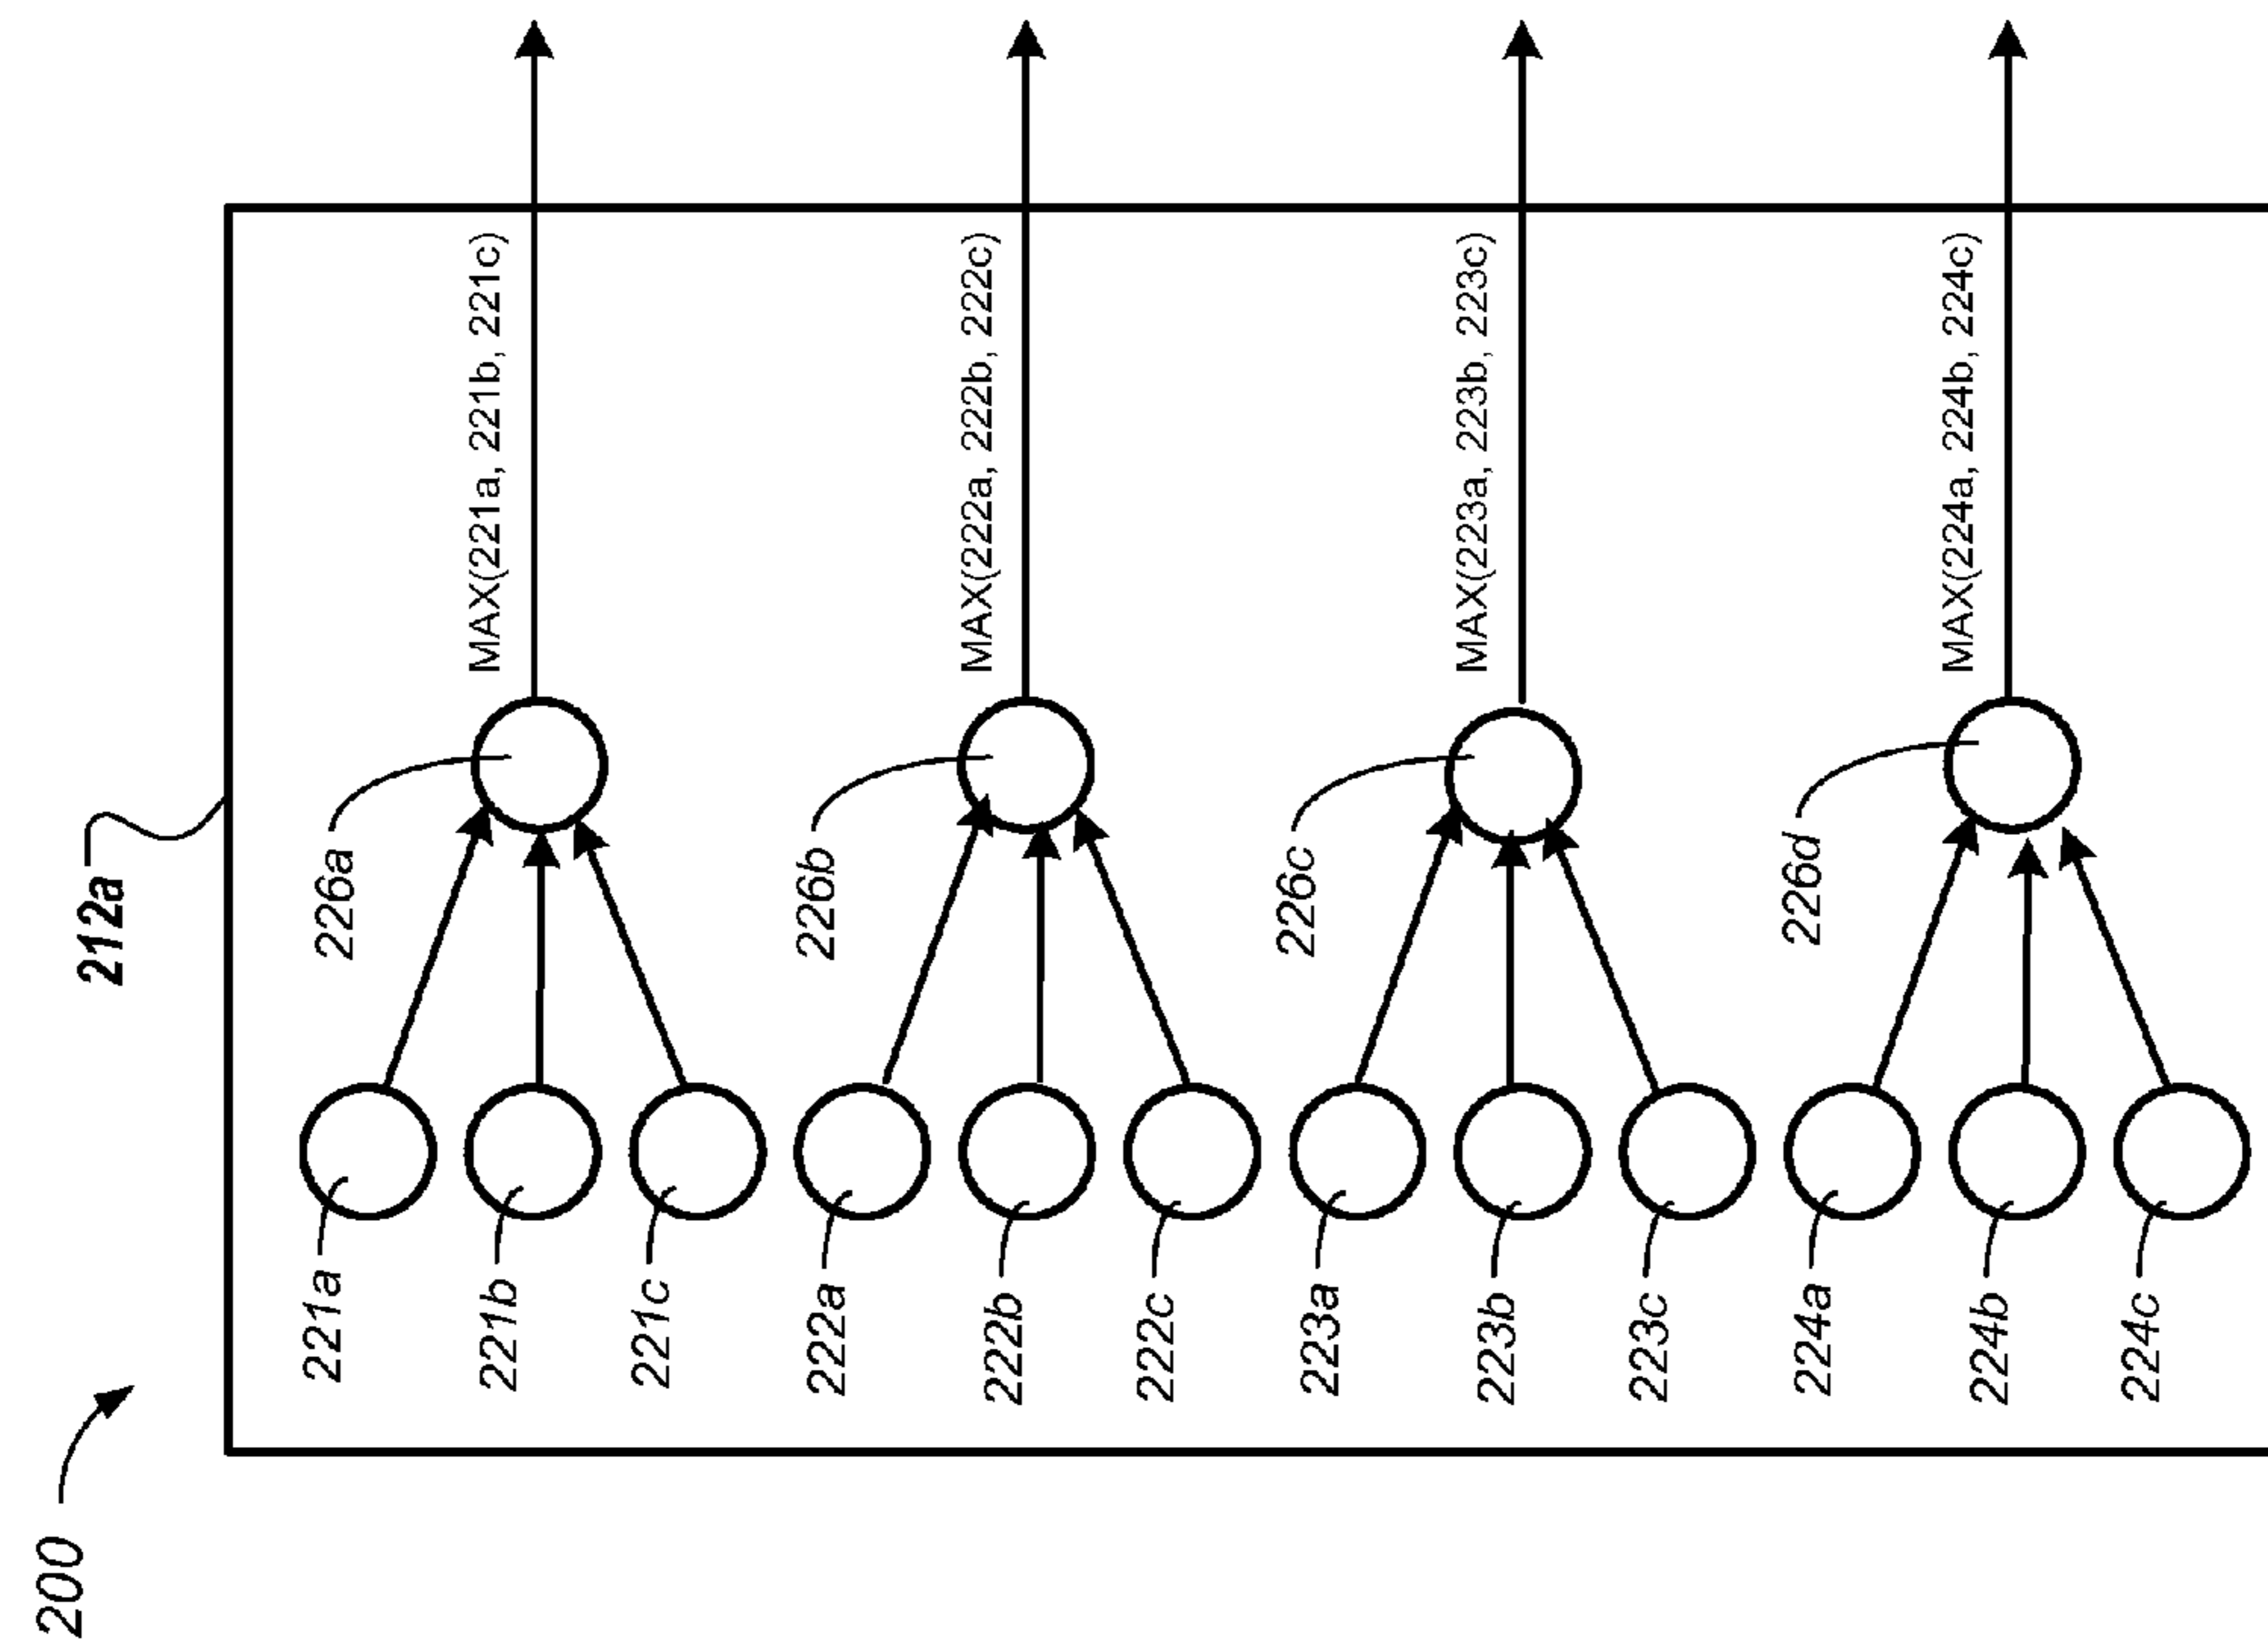 200
212a
221a
221b
221c
222a
222b
222c
223a
223b
223c
224a
224b
224c
226a
226b
226c
226d
MAX(221a, 221b, 221c)
MAX(222a, 222b, 222c)
MAX(223a, 223b, 223c)
MAX(224a, 224b, 224c)